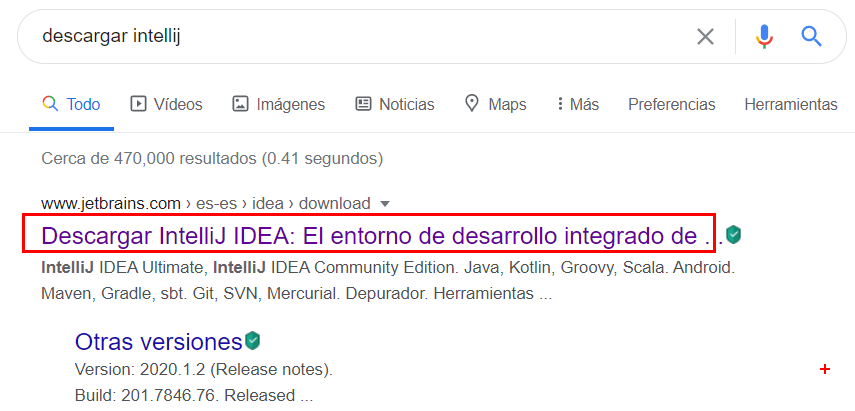 descargar intellij
Todo Vídeos Imágenes Noticias Maps Más Preferencias Herramientas
Cerca de 470,000 resultados (0.41 segundos)
www.jetbrains.com › es-es › idea › download
Descargar IntelliJ IDEA: El entorno de desarrollo integrado de ...
IntelliJ IDEA Ultimate, IntelliJ IDEA Community Edition. Java, Kotlin, Groovy, Scala. Android.
Maven, Gradle, sbt. Git, SVN, Mercurial. Depurador. Herramientas ...
Otras versiones
Version: 2020.1.2 (Release notes).
Build: 201.7846.76. Released ...